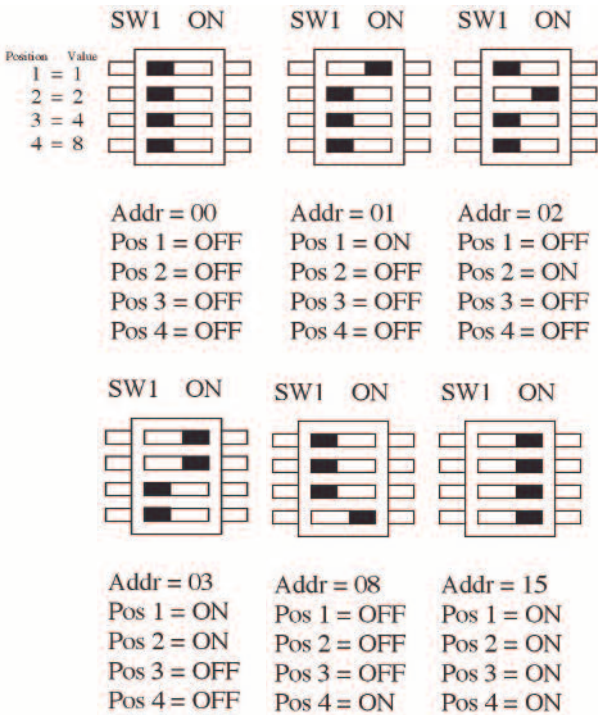 SW1 ON SW1 ON SW1 ON
Position Value
1 = 1
2 = 2
3 = 4
4 = 8
Addr = 00
Pos 1 = OFF
Pos 2 = OFF
Pos 3 = OFF
Pos 4 = OFF
Addr = 01
Pos 1 = ON
Pos 2 = OFF
Pos 3 = OFF
Pos 4 = OFF
Addr = 02
Pos 1 = OFF
Pos 2 = ON
Pos 3 = OFF
Pos 4 = OFF
SW1 ON SW1 ON SW1 ON
Addr = 03
Pos 1 = ON
Pos 2 = ON
Pos 3 = OFF
Pos 4 = OFF
Addr = 08
Pos 1 = OFF
Pos 2 = OFF
Pos 3 = OFF
Pos 4 = ON
Addr = 15
Pos 1 = ON
Pos 2 = ON
Pos 3 = ON
Pos 4 = ON